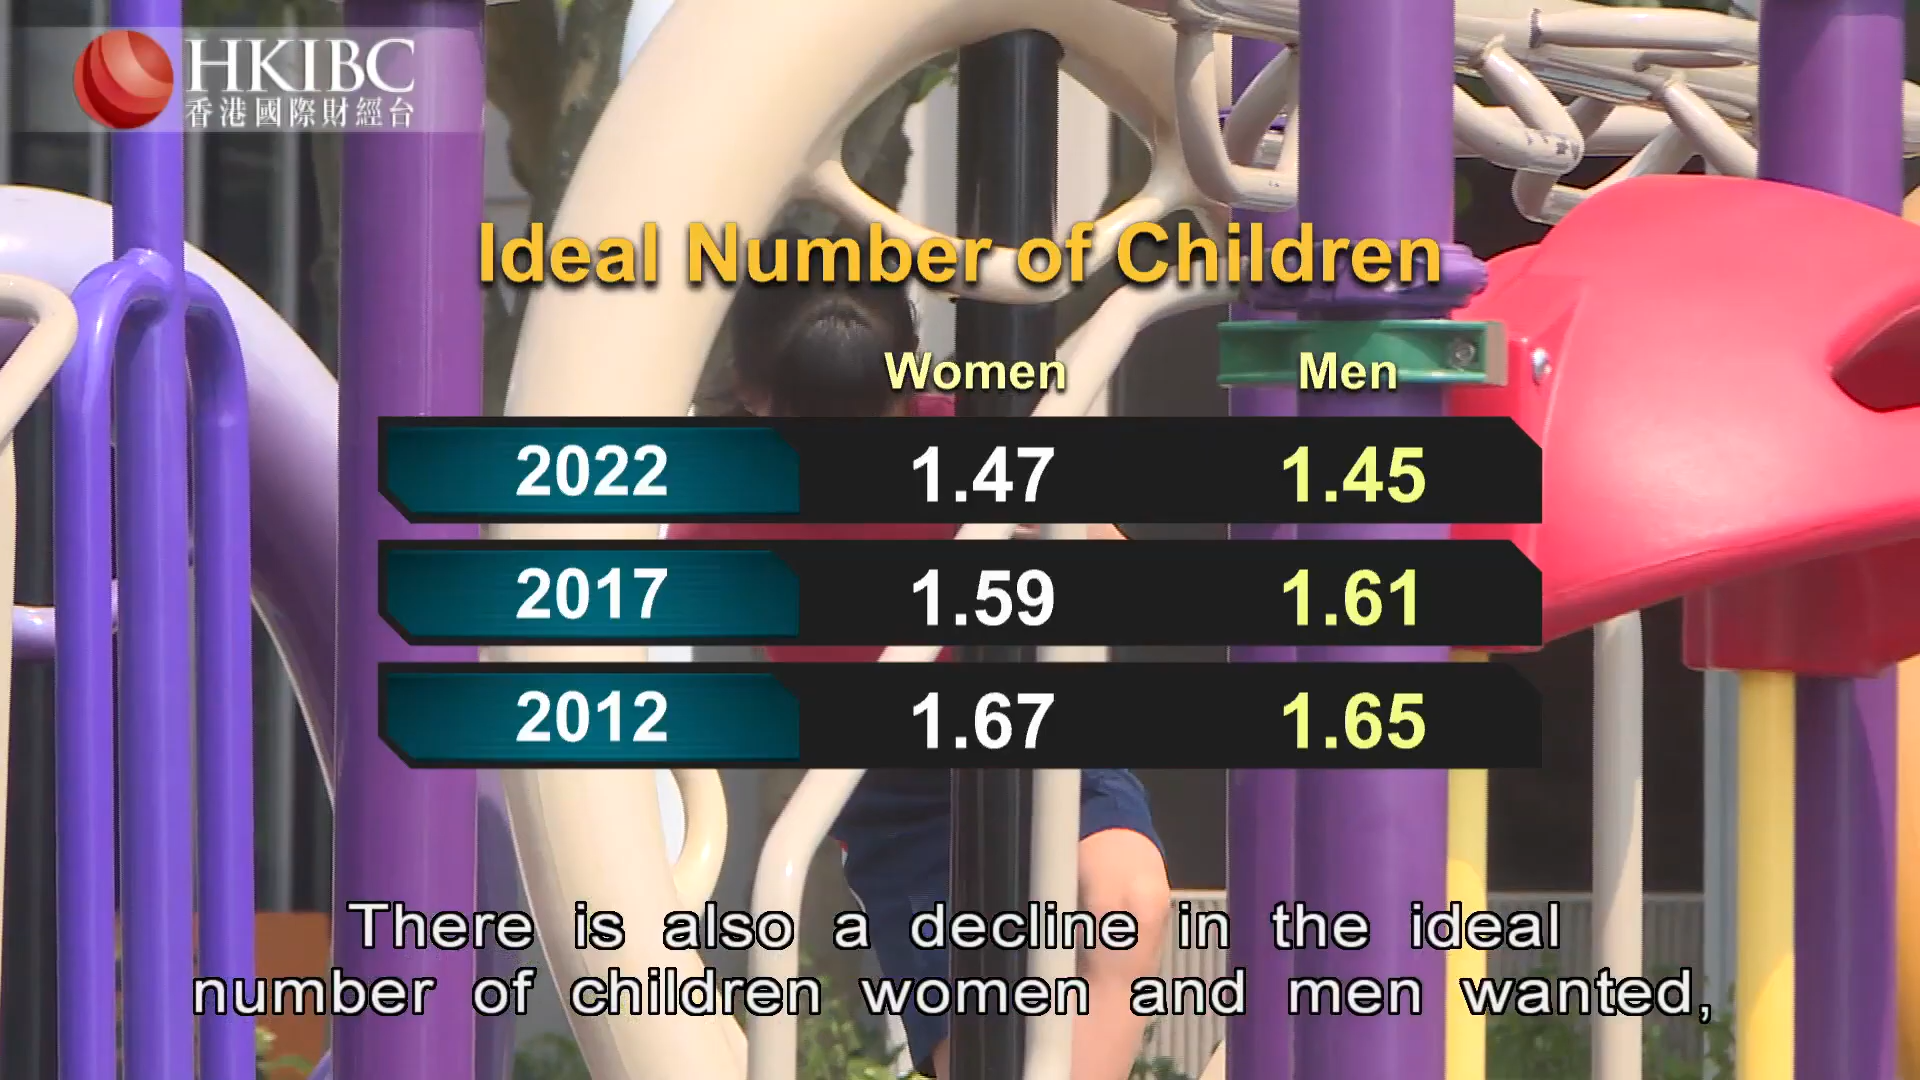 HKIBC
香港國際財經台
Ideal Number of Children
Women Men
2022 1.47 1.45
2017 1.59 1.61
2012 1.67 1.65
There is also a decline in the ideal
number of children women and men wanted,